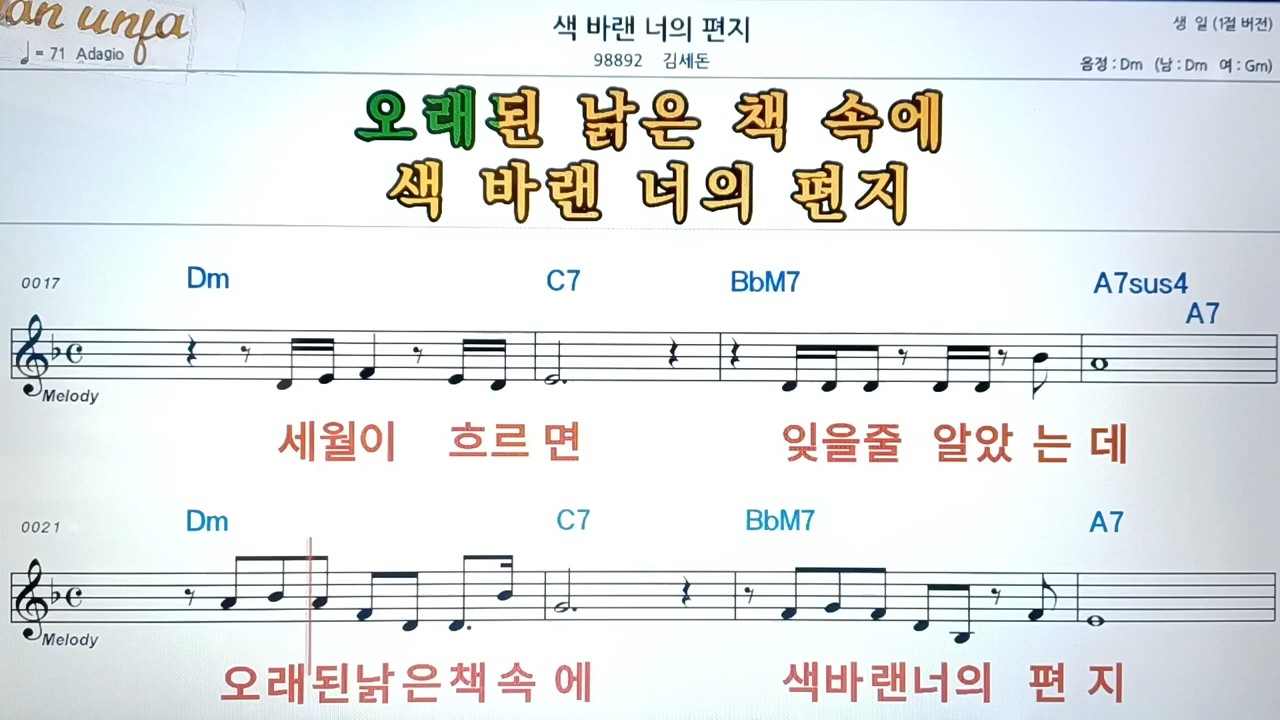 an unfa
색 바랜 너의 편지
생 일 (1절 버전)
♩= 71 Adagio
98892 김세돈
음정 : Dm (남 : Dm 여 : Gm)
오래된 낡은 책 속에
색 바랜 너의 편지
0017 Dm C7 BbM7 A7sus4
A7
Melody
세월이 흐르면 잊을줄 알았는데
0021 Dm C7 BbM7 A7
Melody
오래된낡은책속에 색바랜너의 편지